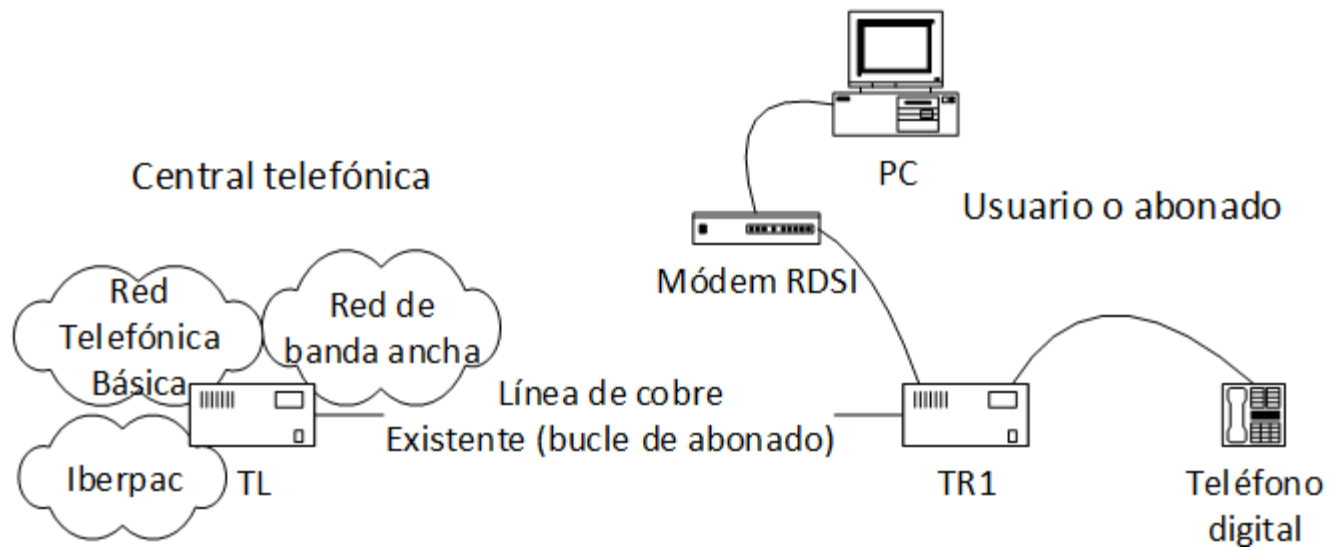 PC
Central telefónica
Usuario o abonado
Módem RDSI
Red
Telefónica
Básica
Red de
banda ancha
Línea de cobre
Existente (bucle de abonado)
Iberpac
TL
TR1
Teléfono
digital